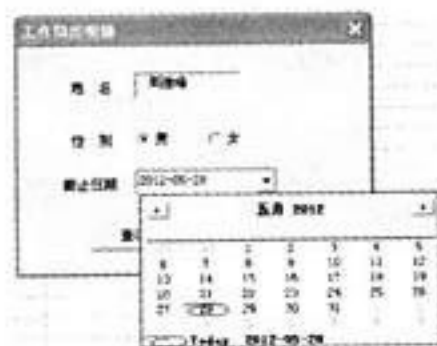 姓 名
性 别 男 女
截止日期 2012-05-28
五月 2012
1 2 3 4 5
6 7 8 9 10 11 12
13 14 15 16 17 18 19
20 21 22 23 24 25 26
27 28 29 30 31
Today 2012-05-28